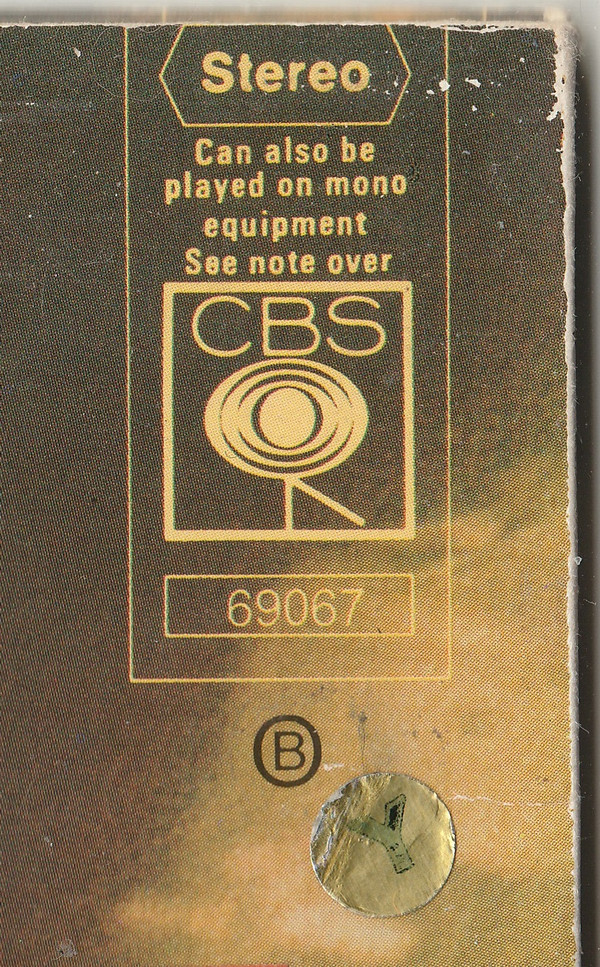 Stereo
Can also be
played on mono
equipment
See note over
CBS
69067
B
Y